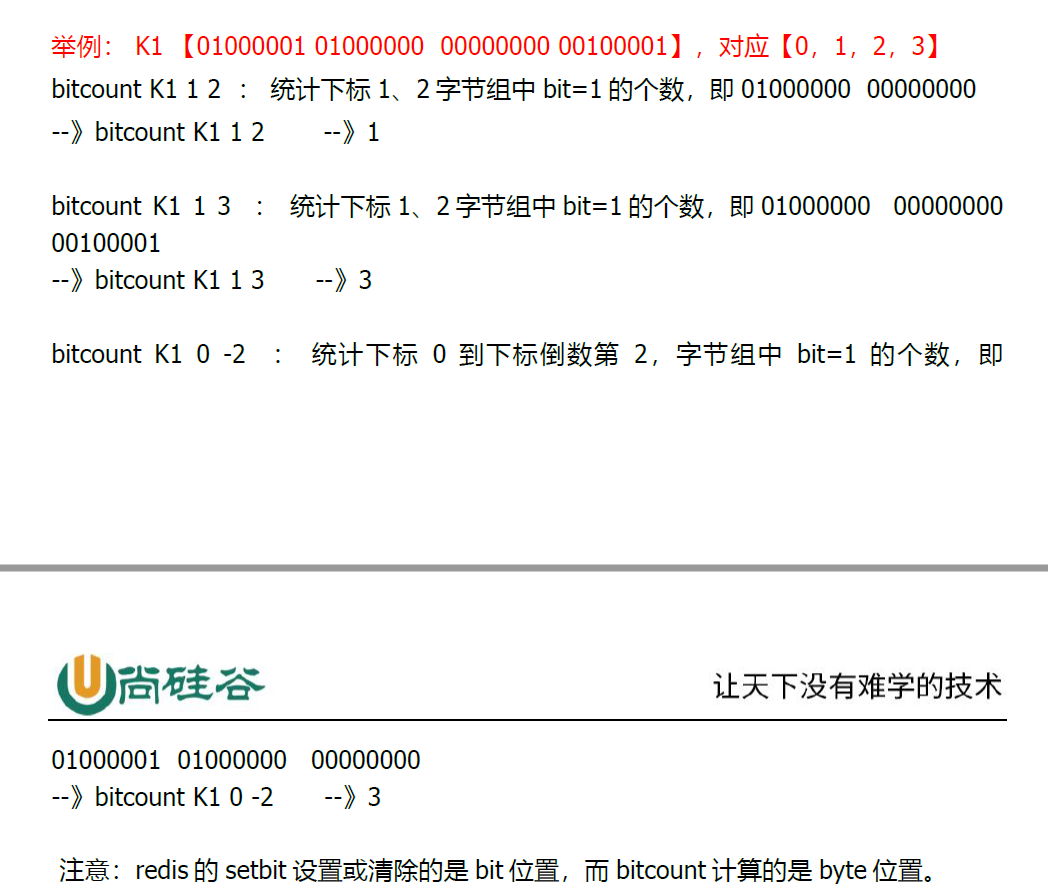 举例： K1 【01000001 01000000 00000000 00100001】，对应【0，1，2，3】
bitcount K1 1 2 ： 统计下标 1、2 字节组中 bit=1 的个数，即 01000000 00000000
--》bitcount K1 1 2 --》1
bitcount K1 1 3 ： 统计下标 1、2 字节组中 bit=1 的个数，即 01000000 00000000
00100001
--》bitcount K1 1 3 --》3
bitcount K1 0 -2 ： 统计下标 0 到下标倒数第 2，字节组中 bit=1 的个数，即
尚硅谷
让天下没有难学的技术
01000001 01000000 00000000
--》bitcount K1 0 -2 --》3
注意：redis 的 setbit 设置或清除的是 bit 位置，而 bitcount 计算的是 byte 位置。